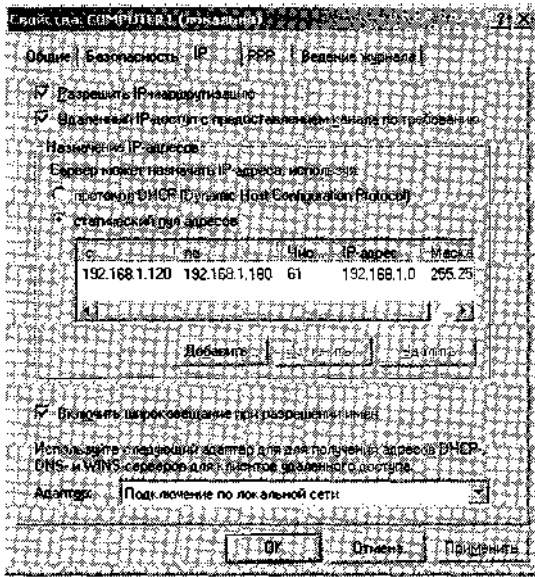 Свойства: COMPUTER1 (локально) ? X
Общие Безопасность IP PPP Ведение журнала
Разрешить IP-маршрутизацию
Удаленный IP-доступ с предоставлением канала по требованию
Назначение IP-адресов
Сервер может назначать IP-адреса, используя:
протокол DHCP (Dynamic Host Configuration Protocol)
статический пул адресов
С по Чис... IP-адрес Маска
192.168.1.120 192.168.1.180 61 192.168.1.0 255.25
Добавить... Изменить... Удалить
Включить широковещание при разрешении имен
Используйте следующий адаптер для для получения адресов DHCP-,
DNS- и WINS-серверов для клиентов удаленного доступа.
Адаптер: Подключение по локальной сети
OK Отмена Применить